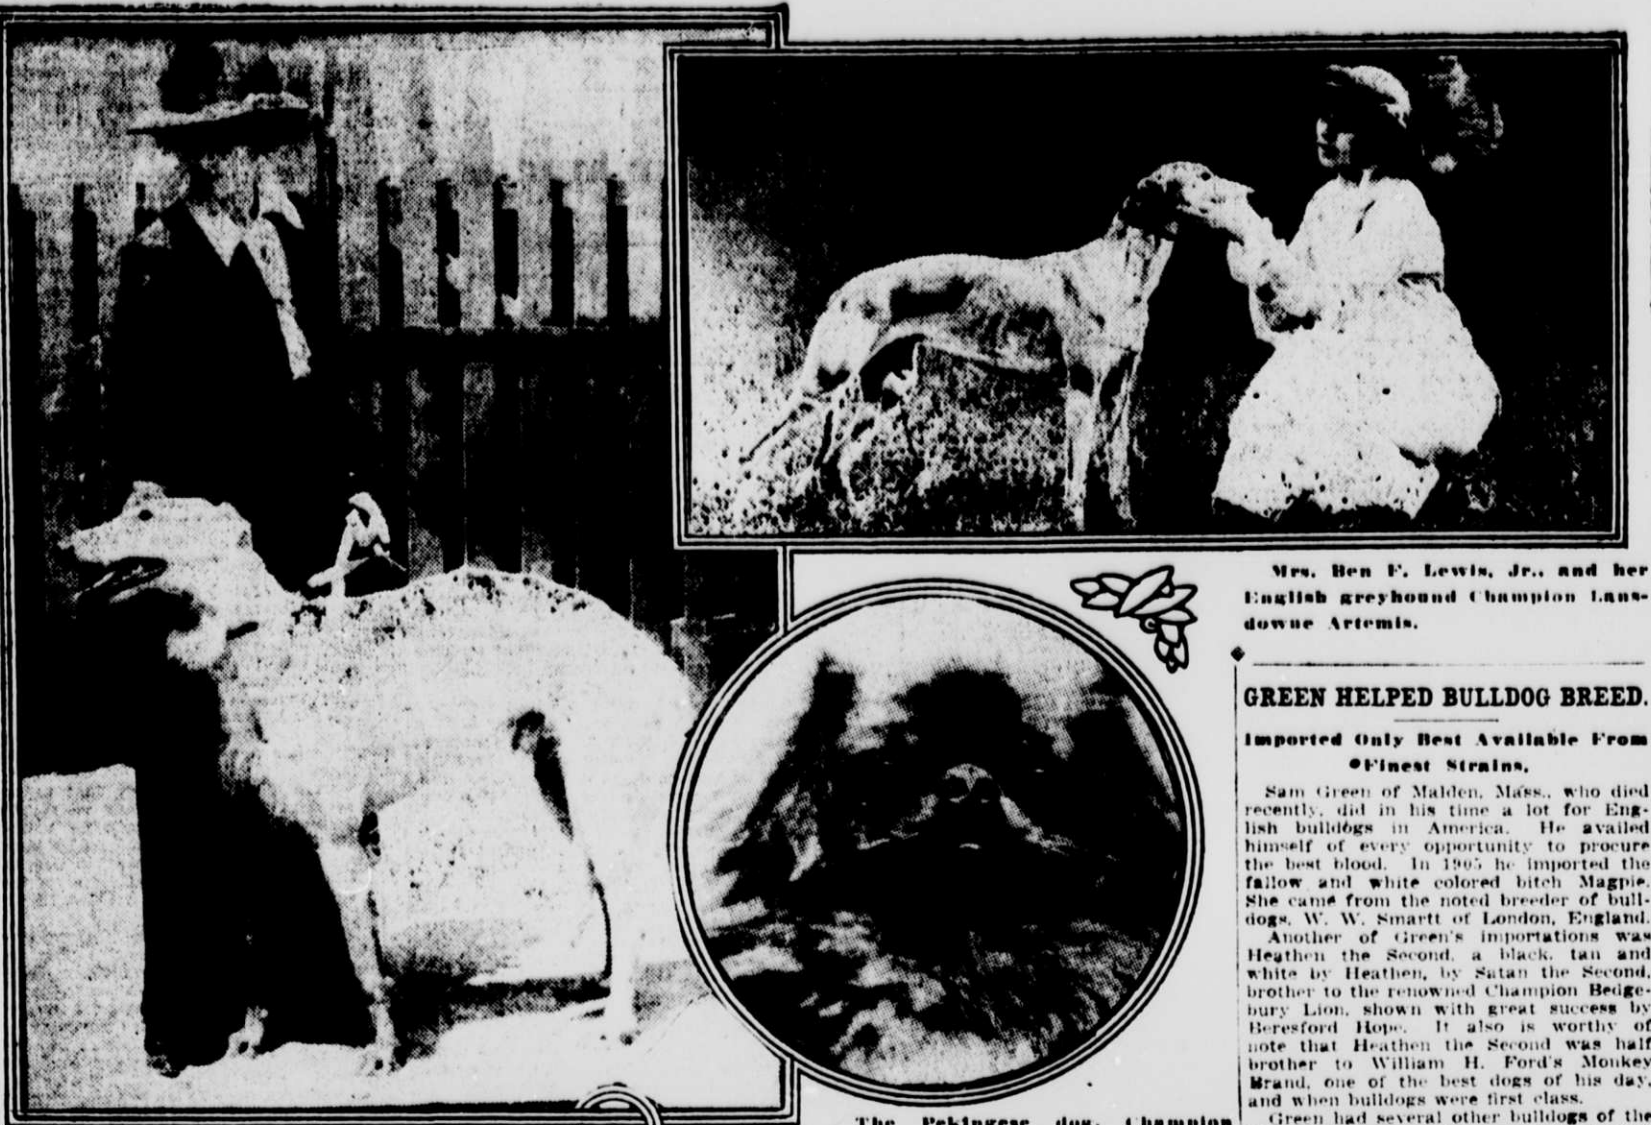 Mrs. Ben F. Lewis, Jr., and her
English greyhound Champion Lans-
downe Artemis.
GREEN HELPED BULLDOG BREED.
Imported Only Best Available From
Finest Strains.
Sam Green of Malden, Mass., who died
recently, did in his time a lot for Eng-
lish bulldogs in America. He availed
himself of every opportunity to procure
the best blood. In 1905 he imported the
fallow and white colored bitch Magpie.
She came from the noted breeder of bull-
dogs, W. W. Smartt of London, England.
Another of Green's importations was
Heathen the Second, a black, tan and
white by Heathen, by Satan the Second,
brother to the renowned Champion Bedge-
bury Lion, shown with great success by
Beresford Hope. It also is worthy of
note that Heathen the Second was half
brother to William H. Ford's Monkey
Brand, one of the best dogs of his day,
and when bulldogs were first class.
Green had several other bulldogs of the
The Pekingese dog, Champion